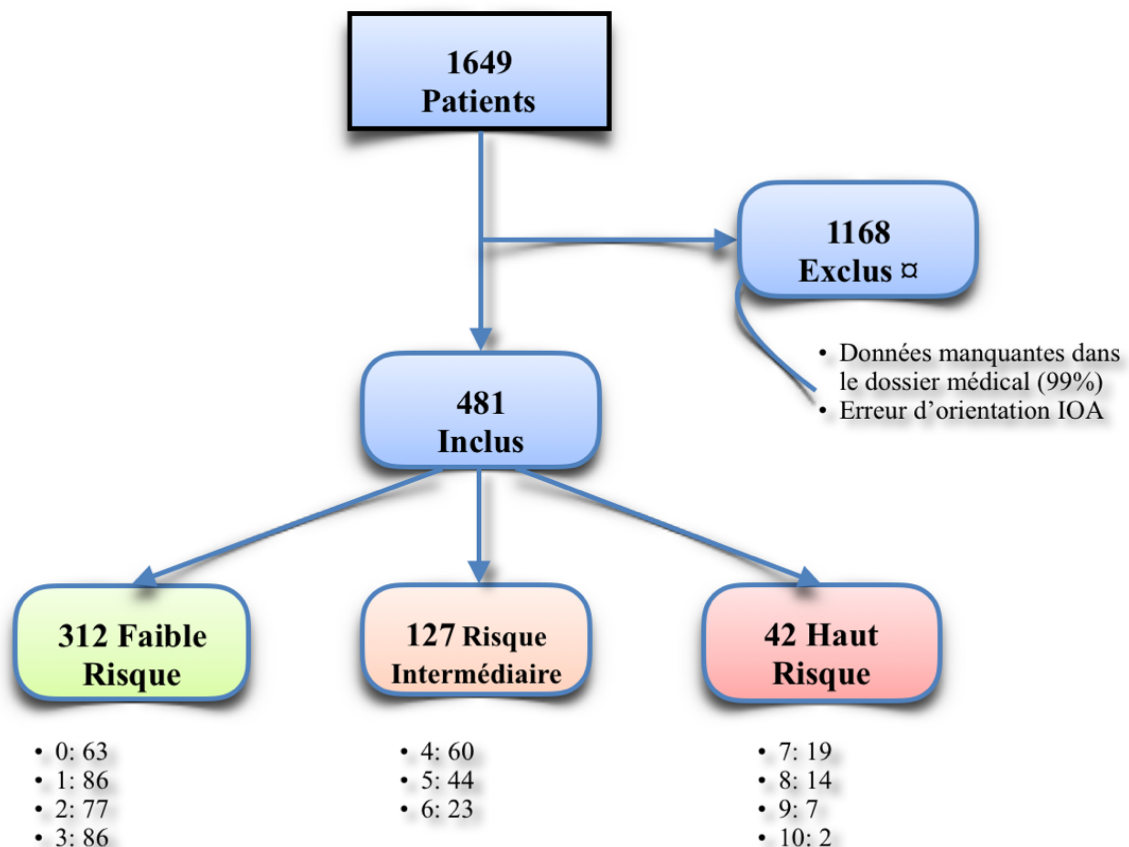 1649
Patients
1168
Exclus ¤
• Données manquantes dans
le dossier médical (99%)
• Erreur d’orientation IOA
481
Inclus
312 Faible
Risque
127 Risque
Intermédiaire
42 Haut
Risque
• 0: 63
• 1: 86
• 2: 77
• 3: 86
• 4: 60
• 5: 44
• 6: 23
• 7: 19
• 8: 14
• 9: 7
• 10: 2